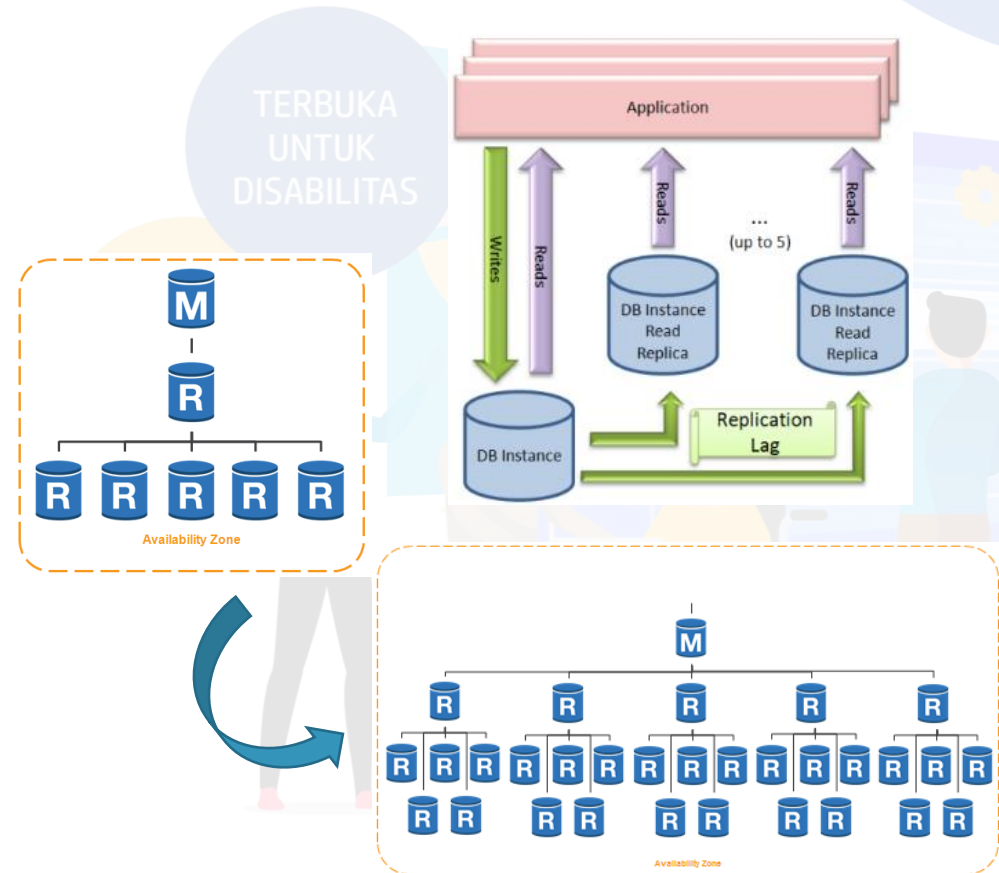 TERBUKA
UNTUK
DISABILITAS
Application
Writes
Reads
Reads
...
(up to 5)
Reads
DB Instance
Read
Replica
DB Instance
Read
Replica
DB Instance
Replication
Lag
M
R
R R R R R
Availability Zone
M
R R R R R
R R R R R R R R R R R R R R R
R R R R R R R R R R
Availability Zone